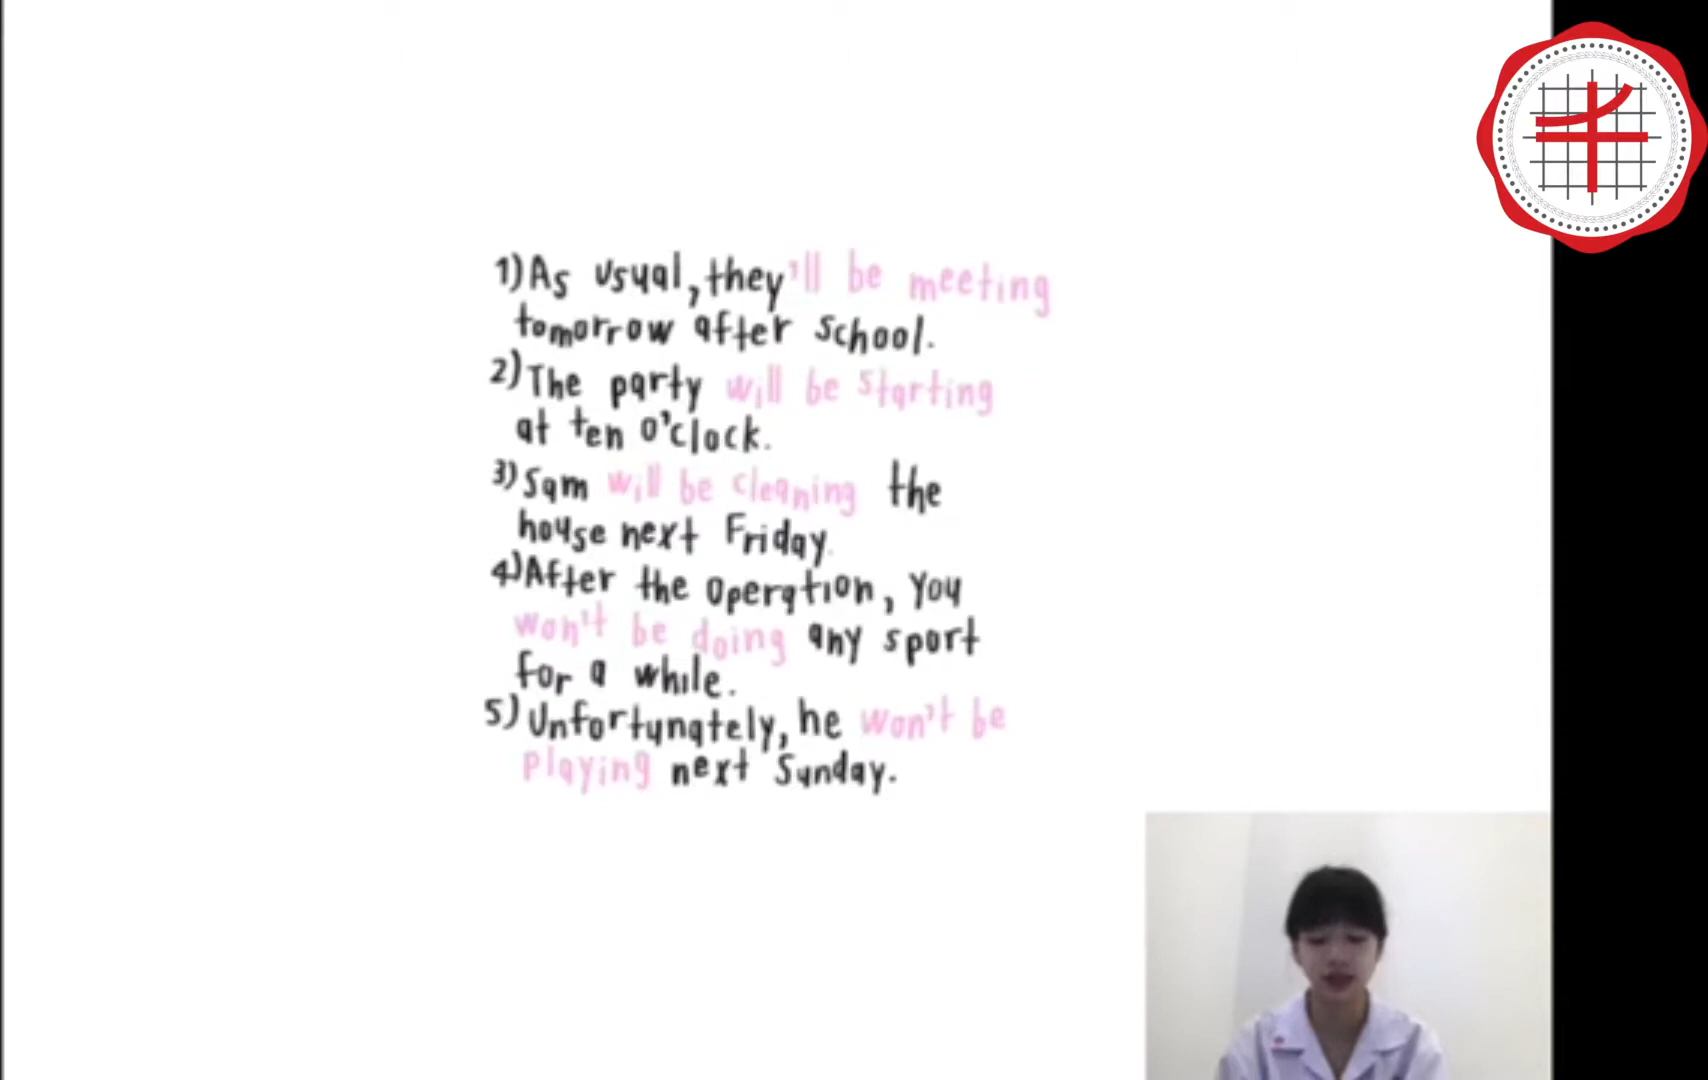 1) As usual, they'll be meeting
tomorrow after school.
2) The party will be starting
at ten o'clock.
3) Sam will be cleaning the
house next Friday.
4) After the operation, you
won't be doing any sport
for a while.
5) Unfortunately, he won't be
playing next Sunday.